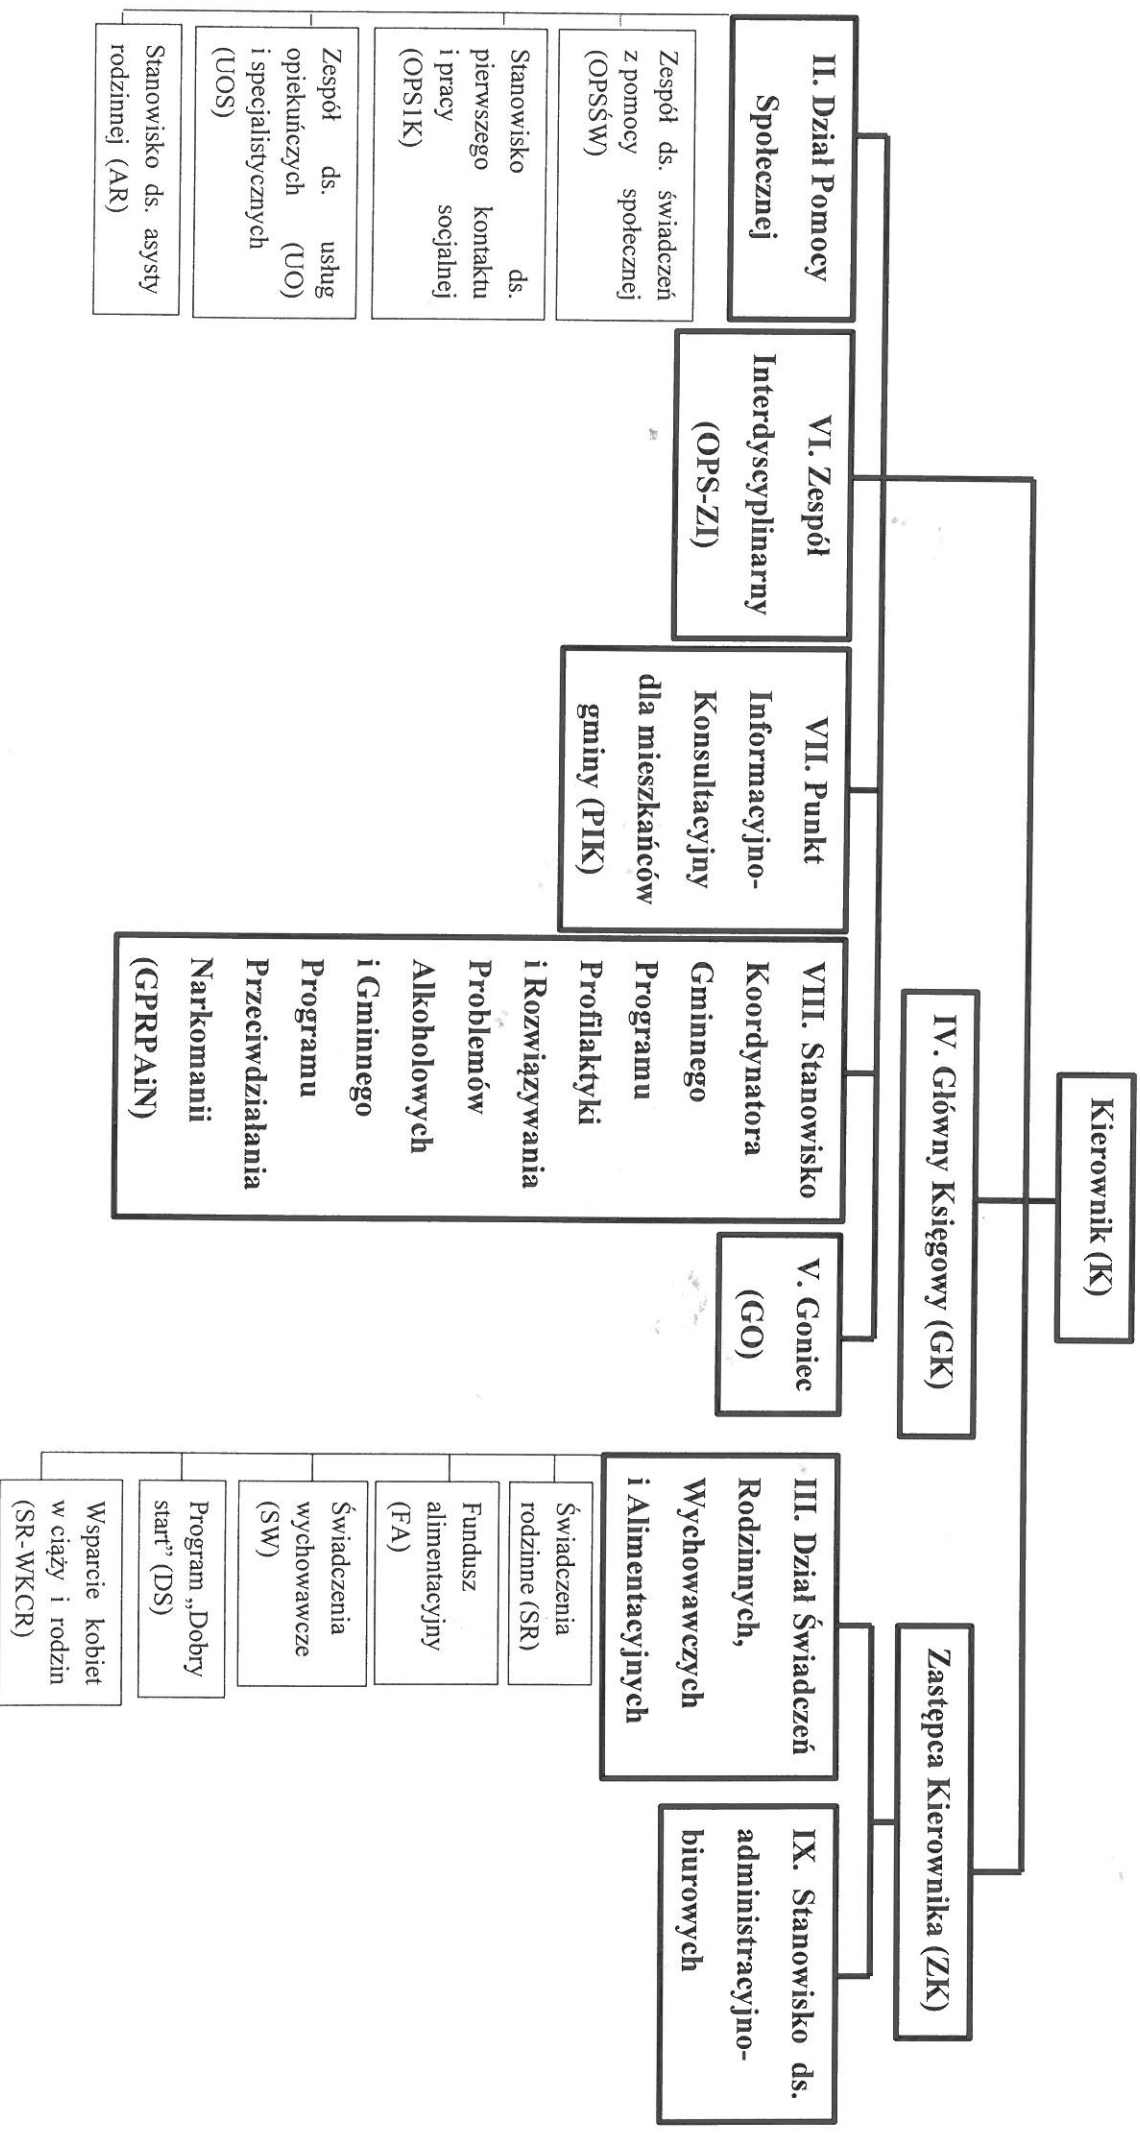 Kierownik (K)
IV. Główny Księgowy (GK)
Zastępca Kierownika (ZK)
II. Dział Pomocy
Społecznej
Zespół ds. świadczeń
z pomocy społecznej
(OPSŚW)
Stanowisko ds.
pierwszego kontaktu
i pracy socjalnej
(OPS1K)
Zespół ds. usług
opiekuńczych (UO)
i specjalistycznych
(UOS)
Stanowisko ds. asysty
rodzinnej (AR)
VI. Zespół
Interdyscyplinarny
(OPS-ZI)
VII. Punkt
Informacyjno-
Konsultacyjny
dla mieszkańców
gminy (PIK)
VIII. Stanowisko
Koordynatora
Gminnego
Programu
Profilaktyki
i Rozwiązywania
Problemów
Alkoholowych
i Gminnego
Programu
Przeciwdziałania
Narkomanii
(GPRPAiN)
V. Goniec
(GO)
III. Dział Świadczeń
Rodzinnych,
Wychowawczych
i Alimentacyjnych
Świadczenia
rodzinne (SR)
Fundusz
alimentacyjny
(FA)
Świadczenia
wychowawcze
(SW)
Program „Dobry
start” (DS)
Wsparcie kobiet
w ciąży i rodzin
(SR-WKCR)
IX. Stanowisko ds.
administracyjno-
biurowych